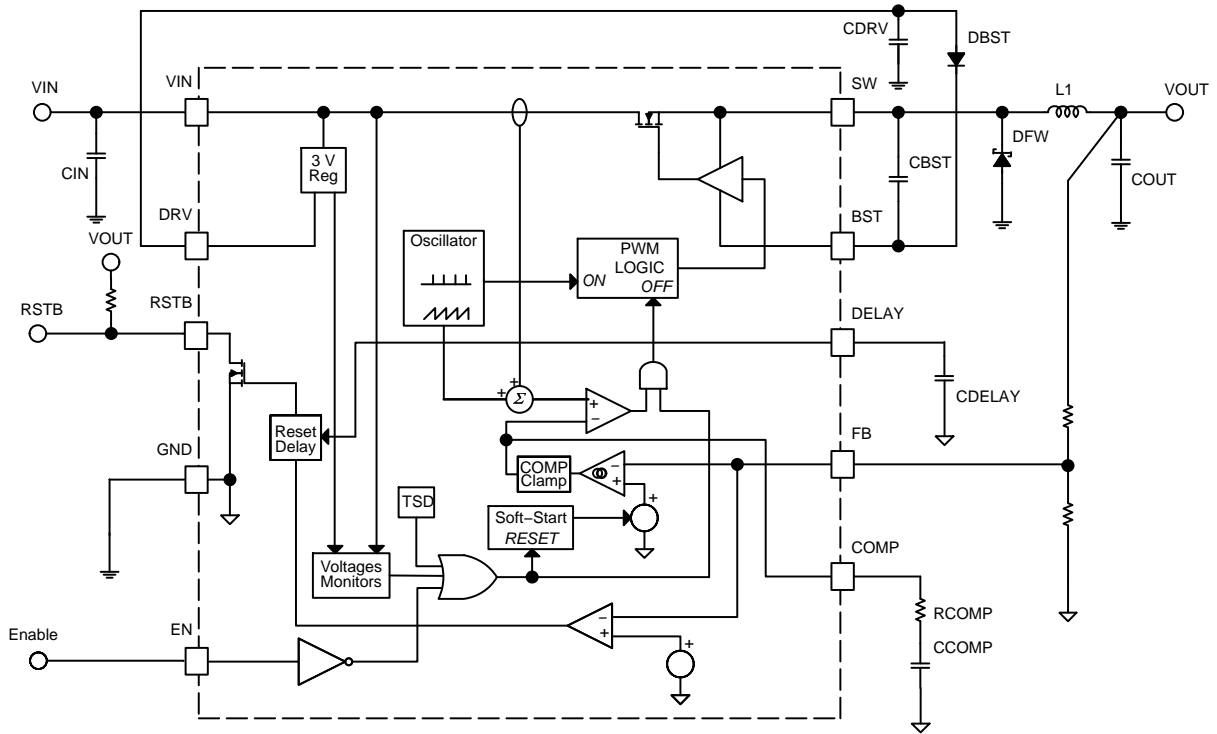 CDRV
DBST
VIN
VIN
SW
L1
VOUT
CIN
3 V
Reg
DFW
CBST
COUT
DRV
BST
VOUT
Oscillator
PWM
LOGIC
ON
OFF
RSTB
RSTB
DELAY
+
+
Σ
+
−
CDELAY
Reset
Delay
FB
GND
COMP
Clamp
−
+
+
TSD
Soft−Start
RESET
COMP
Voltages
Monitors
RCOMP
−
+
+
CCOMP
Enable
EN